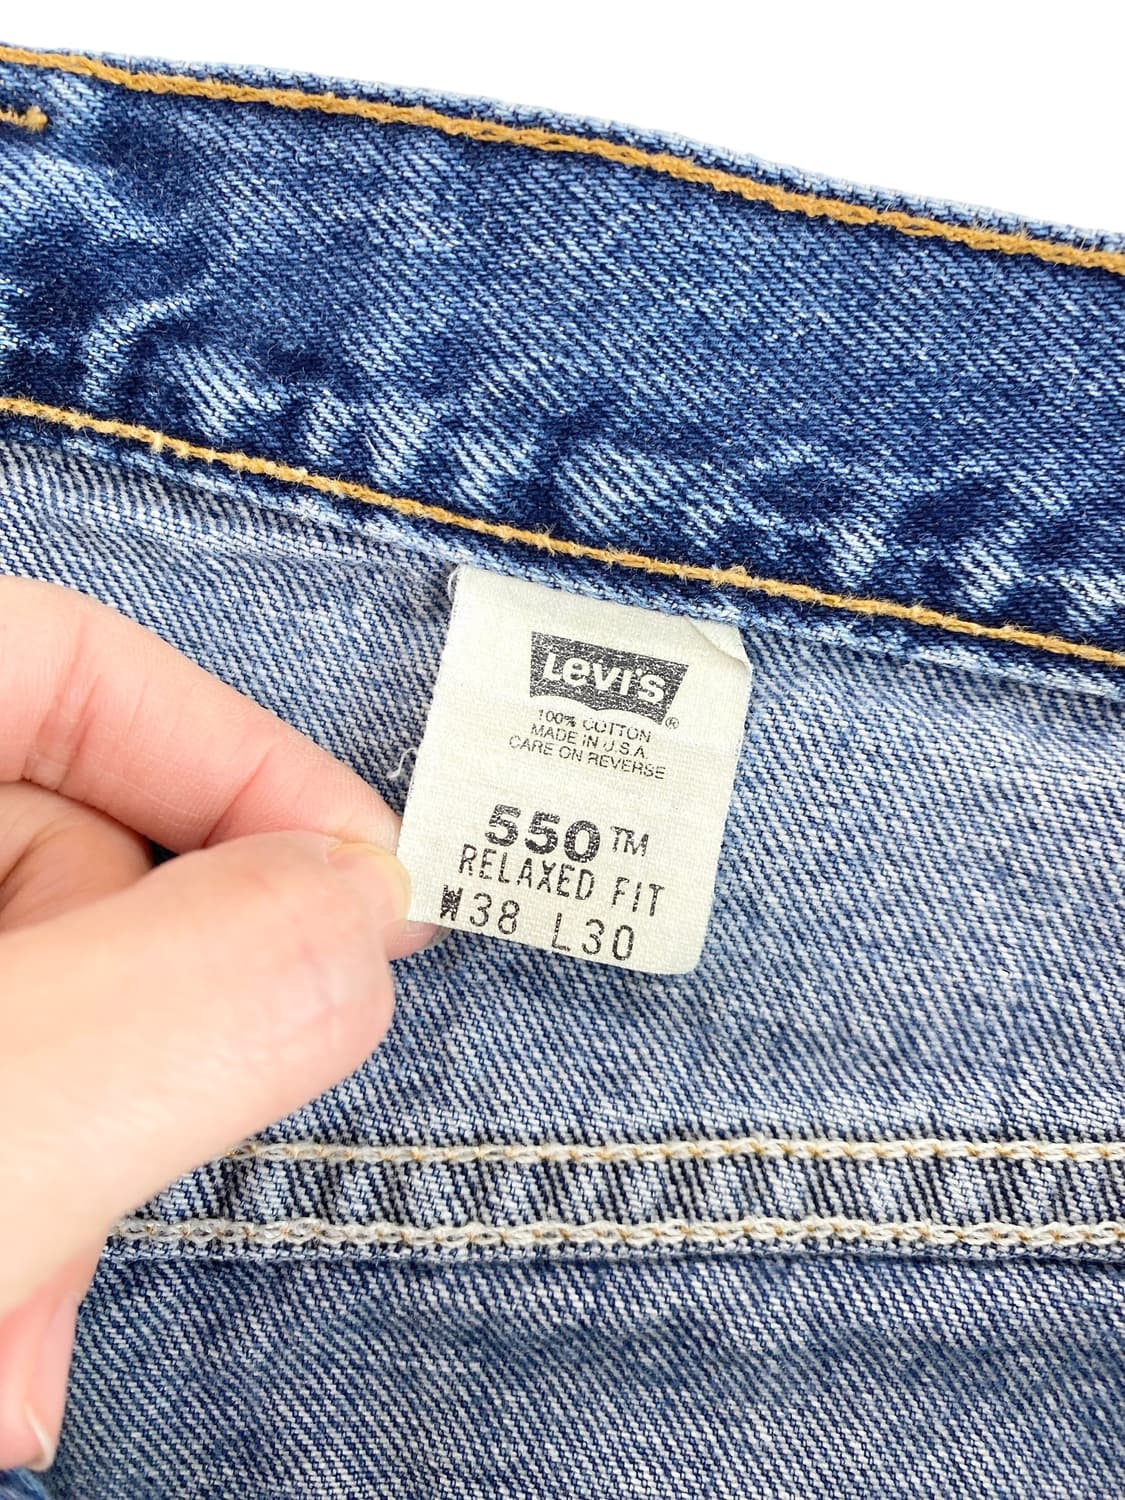 Levi's®
100% COTTON
MADE IN U.S.A.
CARE ON REVERSE
550™
RELAXED FIT
W38 L30